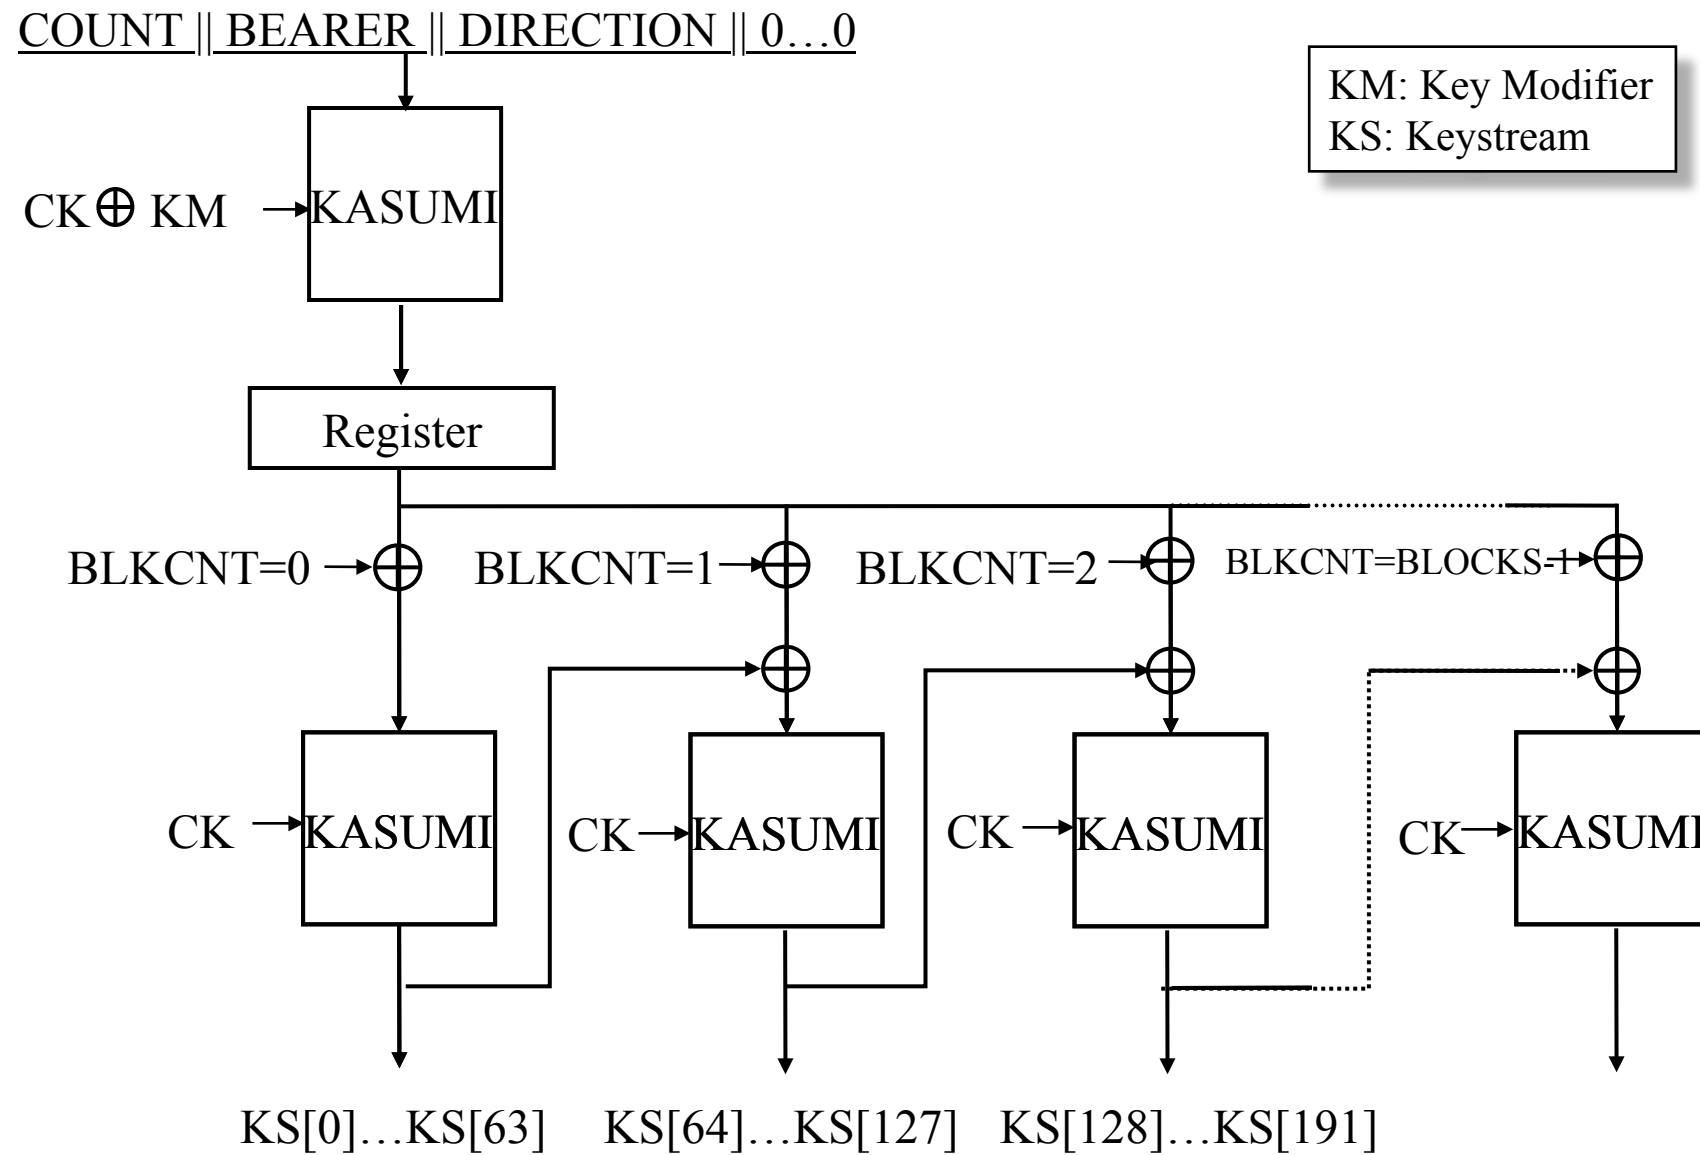 COUNT || BEARER || DIRECTION || 0…0
KM: Key Modifier
KS: Keystream
CK ⊕ KM
KASUMI
Register
BLKCNT=0
BLKCNT=1
BLKCNT=2
BLKCNT=BLOCKS-1
CK
KASUMI
CK
KASUMI
CK
KASUMI
CK
KASUMI
KS[0]…KS[63]
KS[64]…KS[127]
KS[128]…KS[191]